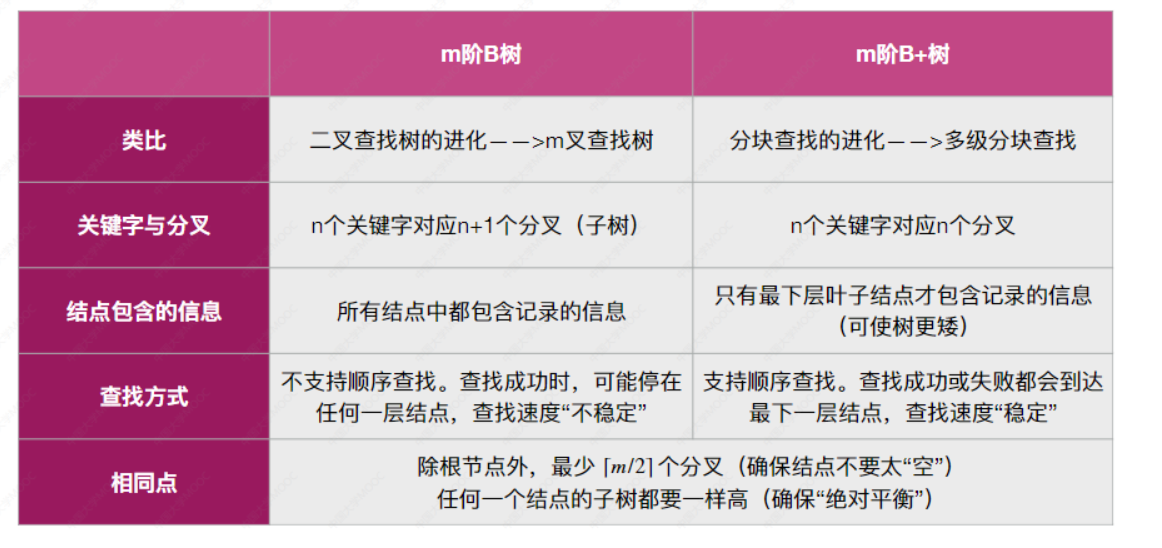 m阶B树
m阶B+树
类比
二叉查找树的进化——>m叉查找树
分块查找的进化——>多级分块查找
关键字与分叉
n个关键字对应n+1个分叉（子树）
n个关键字对应n个分叉
结点包含的信息
所有结点中都包含记录的信息
只有最下层叶子结点才包含记录的信息
（可使树更矮）
查找方式
不支持顺序查找。查找成功时，可能停在
任何一层结点，查找速度“不稳定”
支持顺序查找。查找成功或失败都会到达
最下一层结点，查找速度“稳定”
相同点
除根节点外，最少 ⌈m/2⌉ 个分叉（确保结点不要太“空”）
任何一个结点的子树都要一样高（确保“绝对平衡”）